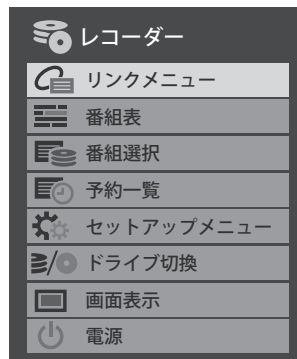 レコーダー
リンクメニュー
番組表
番組選択
予約一覧
セットアップメニュー
ドライブ切換
画面表示
電源